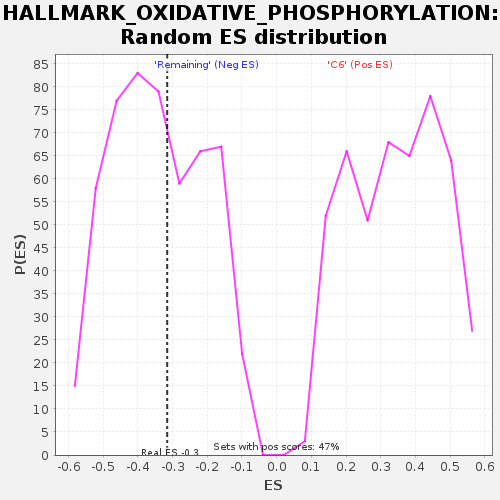 HALLMARK_OXIDATIVE_PHOSPHORYLATION:
Random ES distribution
'Remaining' (Neg ES)
'C6' (Pos ES)
85
80
75
70
65
60
55
50
45
40
35
30
25
20
15
10
5
0
P(ES)
Sets with pos scores: 47%
Real ES -0.3
-0.6 -0.5 -0.4 -0.3 -0.2 -0.1 0.0 0.1 0.2 0.3 0.4 0.5 0.6
ES